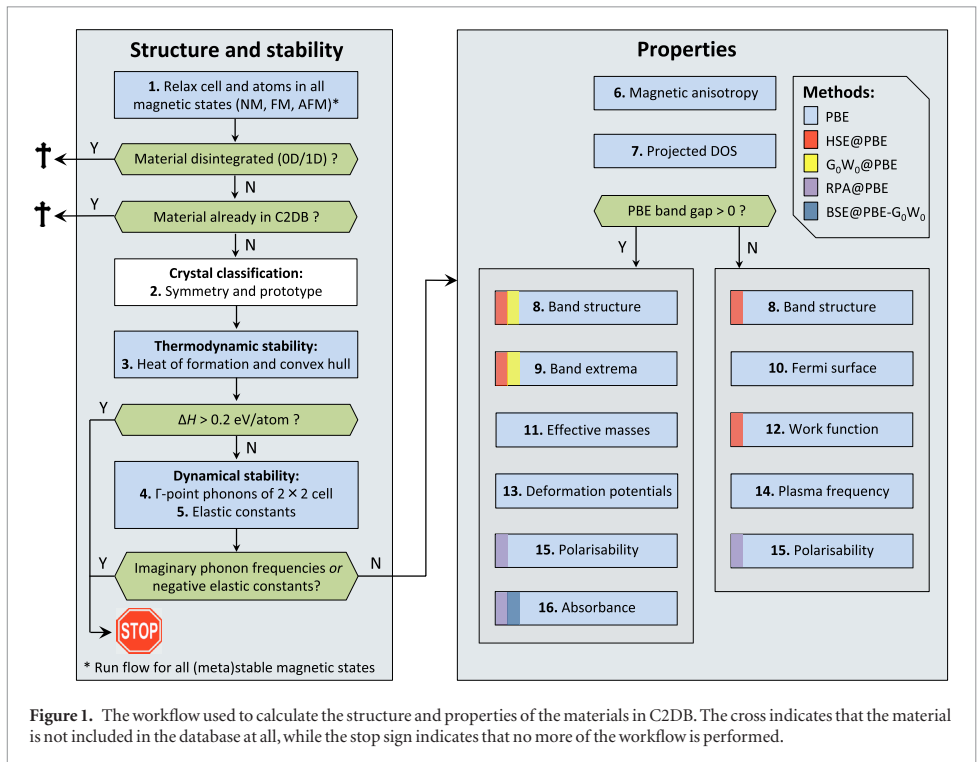 Structure and stability
1. Relax cell and atoms in all
magnetic states (NM, FM, AFM)*
Y
Material disintegrated (0D/1D) ?
N
Y
Material already in C2DB ?
N
Crystal classification:
2. Symmetry and prototype
Thermodynamic stability:
3. Heat of formation and convex hull
Y
ΔH > 0.2 eV/atom ?
N
Dynamical stability:
4. Γ-point phonons of 2 × 2 cell
5. Elastic constants
Y
Imaginary phonon frequencies or
negative elastic constants?
N
STOP
* Run flow for all (meta)stable magnetic states
Properties
6. Magnetic anisotropy
7. Projected DOS
PBE band gap > 0 ?
Y
N
Methods:
PBE
HSE@PBE
G₀W₀@PBE
RPA@PBE
BSE@PBE-G₀W₀
8. Band structure
9. Band extrema
11. Effective masses
13. Deformation potentials
15. Polarisability
16. Absorbance
8. Band structure
10. Fermi surface
12. Work function
14. Plasma frequency
15. Polarisability
Figure 1. The workflow used to calculate the structure and properties of the materials in C2DB. The cross indicates that the material
is not included in the database at all, while the stop sign indicates that no more of the workflow is performed.